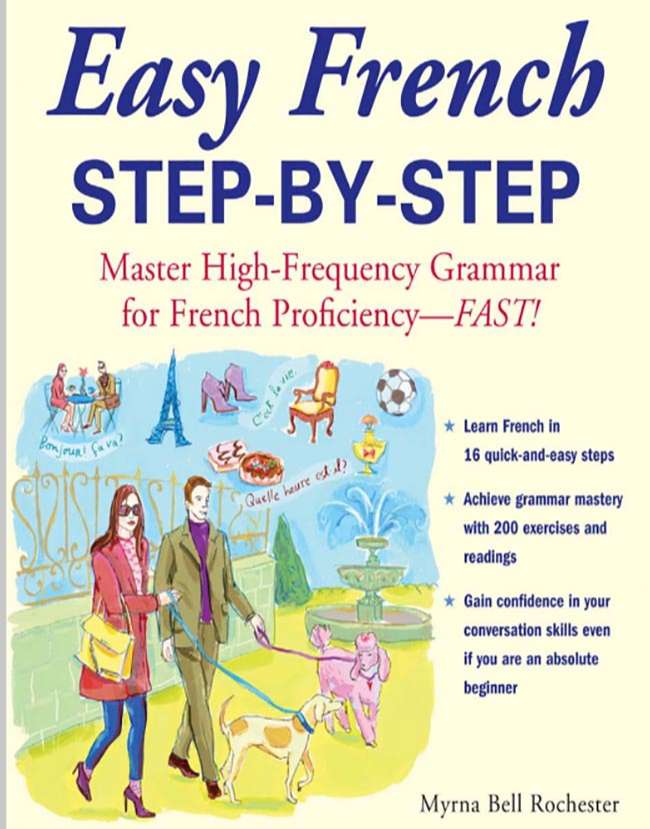 Easy French
STEP-BY-STEP
Master High-Frequency Grammar
for French Proficiency—FAST!
Bonjour! Ça va?
C'est la vie.
Quelle heure est-il?
★ Learn French in
16 quick-and-easy steps
★ Achieve grammar mastery
with 200 exercises and
readings
★ Gain confidence in your
conversation skills even
if you are an absolute
beginner
Myrna Bell Rochester